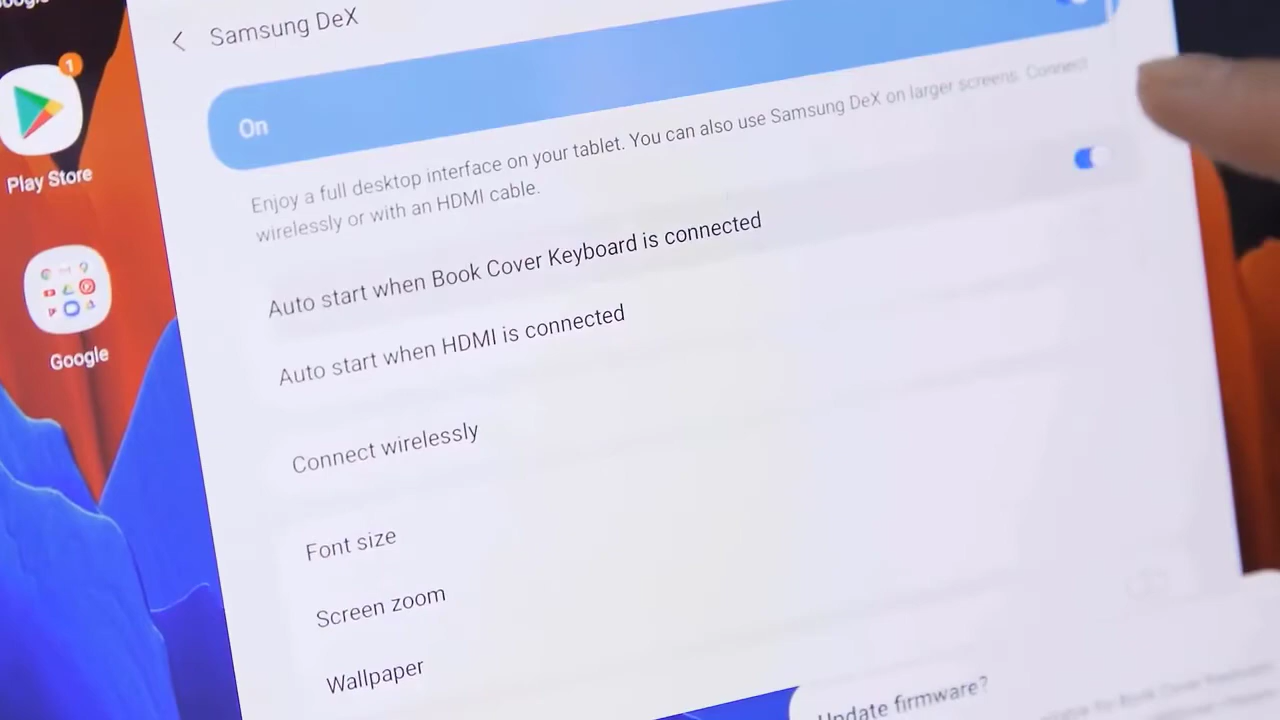 Samsung DeX
1
On
Play Store
Enjoy a full desktop interface on your tablet. You can also use Samsung DeX on larger screens. Connect
wirelessly or with an HDMI cable.
Auto start when Book Cover Keyboard is connected
Google
Auto start when HDMI is connected
Connect wirelessly
Font size
Screen zoom
Wallpaper
Update firmware?